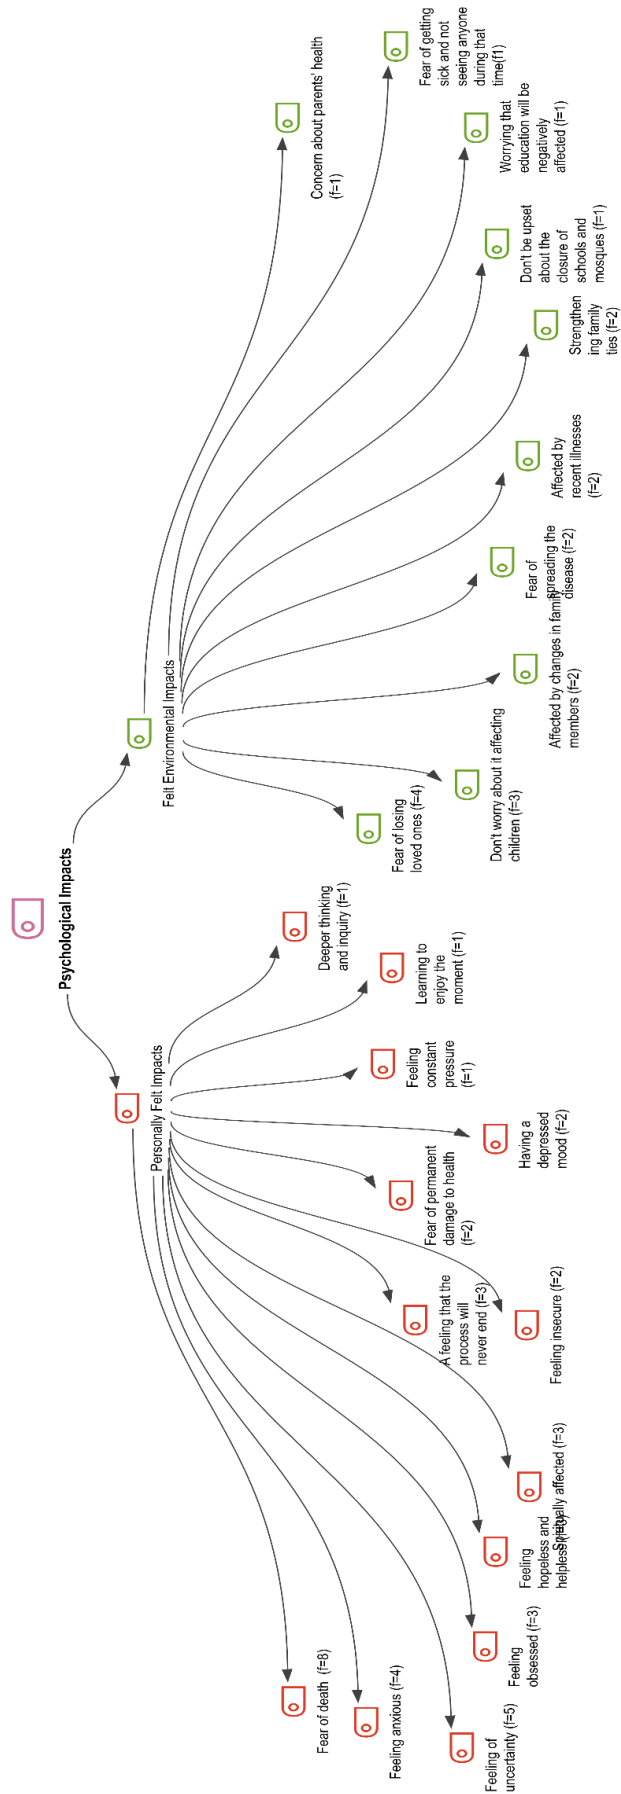 Psychological Impacts
Personally Felt Impacts
Fear of death  (f=8)
Feeling anxious (f=4)
Feeling of
uncertainty (f=5)
Feeling
obsessed (f=3)
Feeling
hopeless and
helpless (f=3)
Spiritually affected (f=3)
Feeling insecure (f=2)
A feeling that the
process will
never end (f=3)
Fear of permanent
damage to health
(f=2)
Having a
depressed
mood (f=2)
Feeling
constant
pressure
(f=1)
Learning to
enjoy the
moment (f=1)
Deeper thinking
and inquiry (f=1)
Felt Environmental Impacts
Fear of losing
loved ones (f=4)
Don't worry about it affecting
children (f=3)
Affected by changes in family
members (f=2)
Fear of
spreading the
disease (f=2)
Affected by
recent illnesses
(f=2)
Strengthen
ing family
ties (f=2)
Don't be upset
about the
closure of
schools and
mosques (f=1)
Worrying that
education will be
negatively
affected (f=1)
Fear of getting
sick and not
seeing anyone
during that
time(f1)
Concern about parents' health
(f=1)